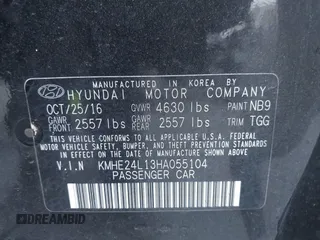 MANUFACTURED IN KOREA BY
HYUNDAI MOTOR COMPANY
OCT/25/16 GVWR 4630 lbs PAINT NB9
GAWR FRONT 2557 lbs GAWR REAR 2557 lbs TRIM TGG
THIS VEHICLE CONFORMS TO ALL APPLICABLE
FEDERAL MOTOR VEHICLE SAFETY, BUMPER, AND
THEFT PREVENTION STANDARDS IN EFFECT ON
THE DATE OF MANUFACTURE SHOWN ABOVE.
V.I.N KMHE24L13HA055104
PASSENGER CAR
DREAMBID